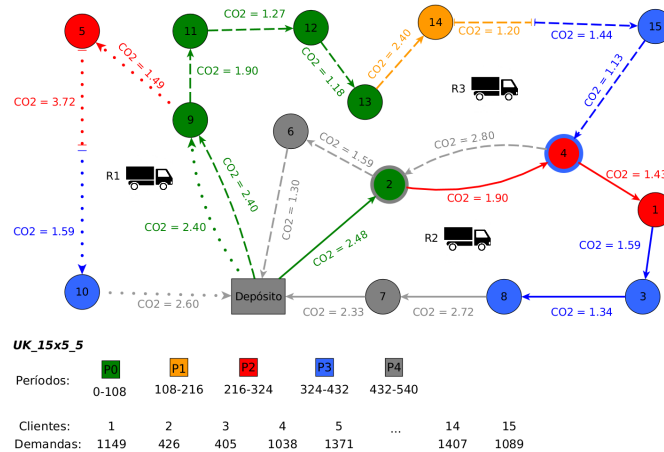 5
11
CO2 = 1.27
12
14
CO2 = 1.20
CO2 = 1.44
15
CO2 = 1.49
CO2 = 1.90
CO2 = 1.18
CO2 = 2.40
CO2 = 1.13
R3
CO2 = 3.72
13
9
6
CO2 = 2.80
4
CO2 = 1.59
R1
2
CO2 = 1.43
CO2 = 1.90
1
CO2 = 2.40
CO2 = 2.40
CO2 = 1.30
CO2 = 1.59
CO2 = 2.48
R2
CO2 = 1.59
10
CO2 = 2.60
Depósito
CO2 = 2.33
7
CO2 = 2.72
8
CO2 = 1.34
3
UK_15x5_5
P0 P1 P2 P3 P4
Períodos:
0-108 108-216 216-324 324-432 432-540
Clientes: 1 2 3 4 5 ... 14 15
Demandas: 1149 426 405 1038 1371 1407 1089